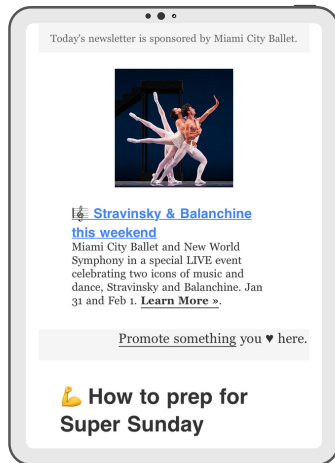 Today's newsletter is sponsored by Miami City Ballet.
🎼 Stravinsky & Balanchine
this weekend
Miami City Ballet and New World
Symphony in a special LIVE event
celebrating two icons of music and
dance, Stravinsky and Balanchine. Jan
31 and Feb 1. Learn More ».
Promote something you ♥ here.
💪 How to prep for
Super Sunday